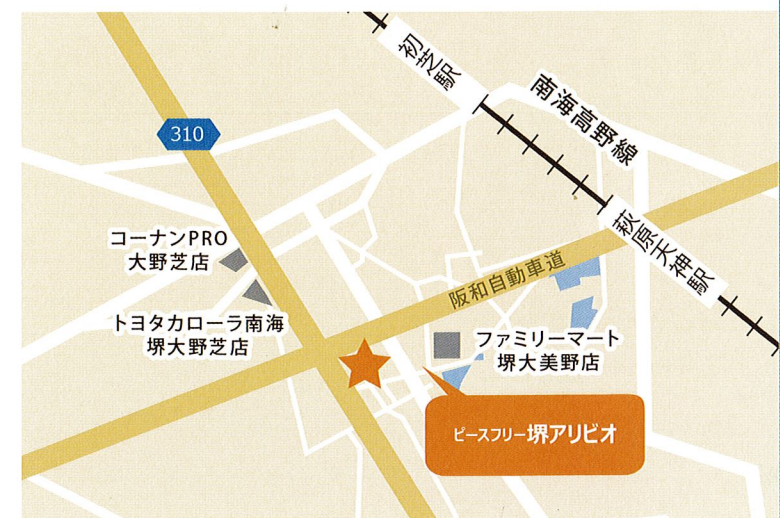 初芝駅
南海高野線
310
萩原天神駅
コーナンPRO
大野芝店
阪和自動車道
トヨタカローラ南海
堺大野芝店
ファミリーマート
堺大美野店
ピースフリー堺アリビオ